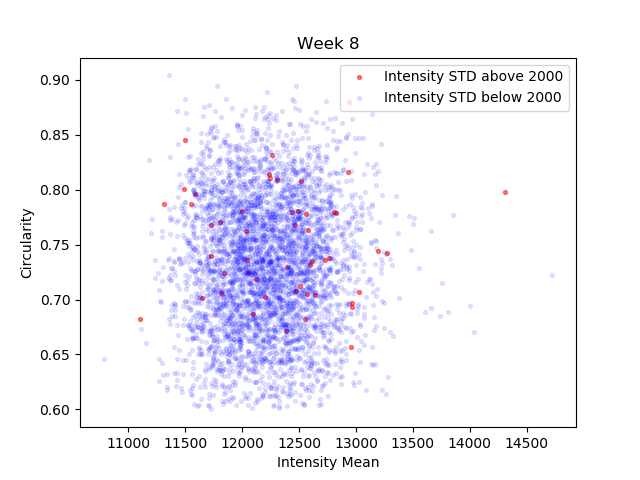 Week 8
Intensity STD above 2000
Intensity STD below 2000
0.90
0.85
0.80
0.75
0.70
0.65
0.60
Circularity
11000 11500 12000 12500 13000 13500 14000 14500
Intensity Mean